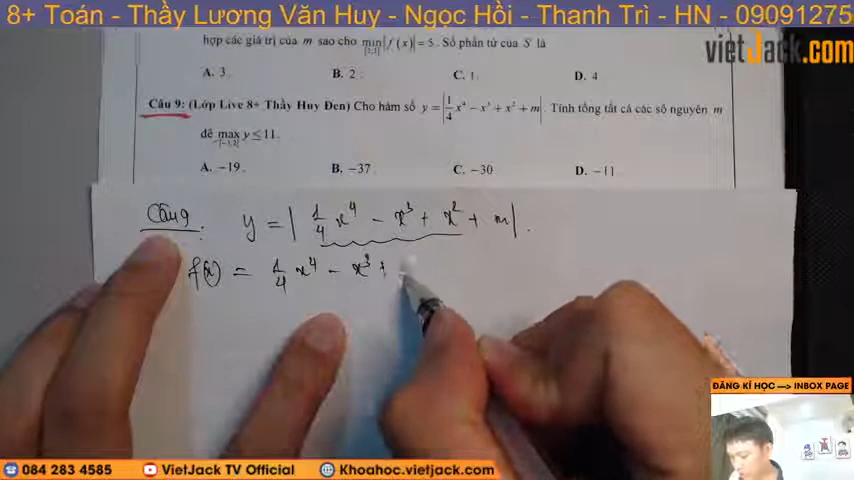 8+ Toán - Thầy Lương Văn Huy - Ngọc Hồi - Thanh Trì - HN - 09091275
hợp các giá trị của m sao cho min |f(x)| = 5. Số phần tử của S là
[1;3]
vietJack.com
A. 3. B. 2. C. 1. D. 4
Câu 9: (Lớp Live 8+ Thầy Huy Đen) Cho hàm số y = |1/4 x⁴ − x³ + x² + m|. Tính tổng tất cả các số nguyên m
để max y ≤ 11.
[−1;2]
A. −19. B. −37. C. −30 D. −11
Câu 9: y = | 1/4 x⁴ − x³ + x² + m |.
f(x) = 1/4 x⁴ − x³ +
ĐĂNG KÍ HỌC —> INBOX PAGE
084 283 4585 VietJack TV Official Khoahoc.vietjack.com